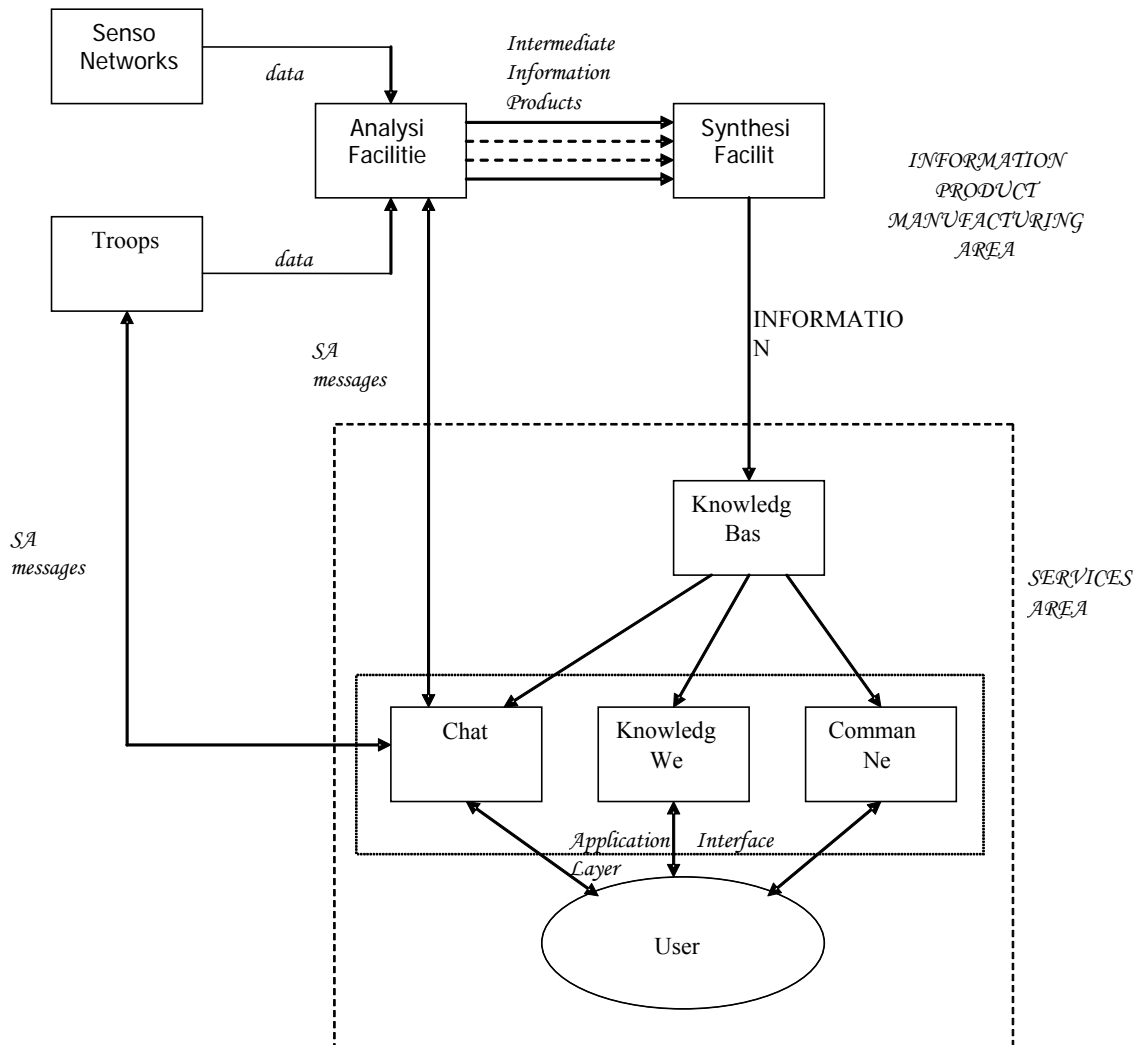 Senso
Networks
data
Intermediate
Information
Products
Analysi
Facilitie
Synthesi
Facilit
INFORMATION
PRODUCT
MANUFACTURING
AREA
Troops
data
INFORMATIO
N
SA
messages
SA
messages
Knowledg
Bas
SERVICES
AREA
Chat
Knowledg
We
Comman
Ne
Application Interface
Layer
User